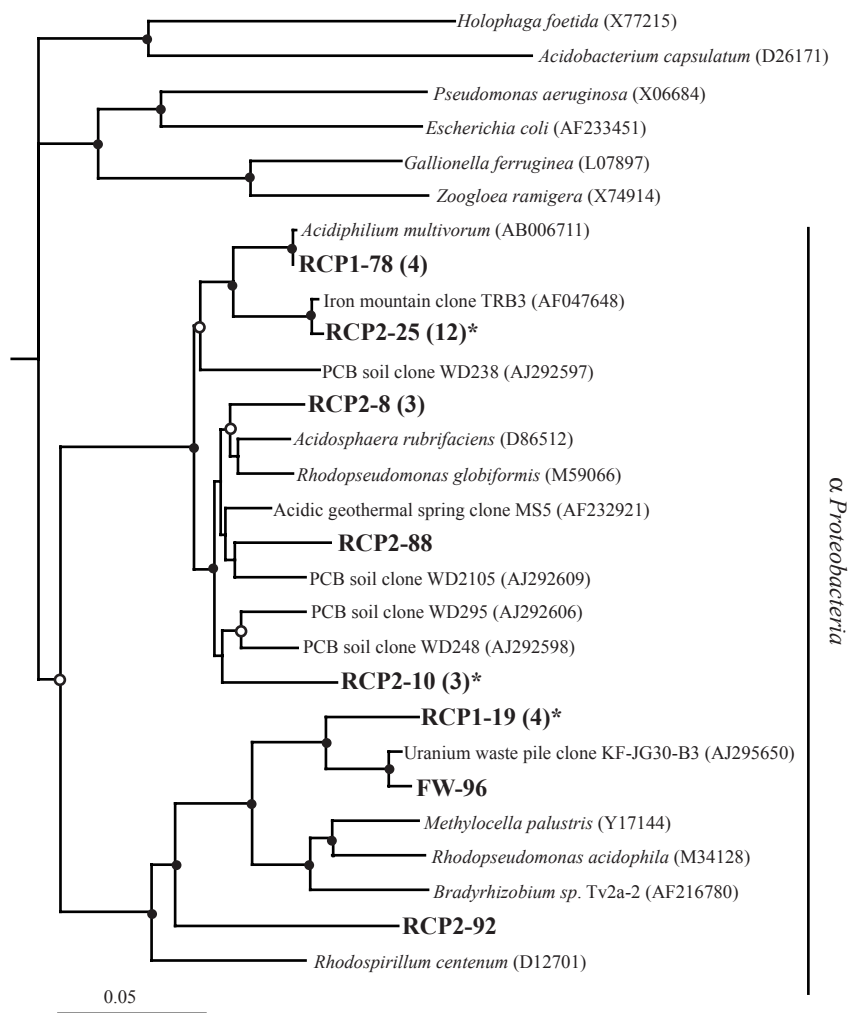 Holophaga foetida (X77215)
Acidobacterium capsulatum (D26171)
Pseudomonas aeruginosa (X06684)
Escherichia coli (AF233451)
Gallionella ferruginea (L07897)
Zoogloea ramigera (X74914)
Acidiphilium multivorum (AB006711)
RCP1-78 (4)
Iron mountain clone TRB3 (AF047648)
RCP2-25 (12)*
PCB soil clone WD238 (AJ292597)
RCP2-8 (3)
Acidosphaera rubrifaciens (D86512)
Rhodopseudomonas globiformis (M59066)
Acidic geothermal spring clone MS5 (AF232921)
RCP2-88
PCB soil clone WD2105 (AJ292609)
PCB soil clone WD295 (AJ292606)
PCB soil clone WD248 (AJ292598)
RCP2-10 (3)*
RCP1-19 (4)*
Uranium waste pile clone KF-JG30-B3 (AJ295650)
FW-96
Methylocella palustris (Y17144)
Rhodopseudomonas acidophila (M34128)
Bradyrhizobium sp. Tv2a-2 (AF216780)
RCP2-92
Rhodospirillum centenum (D12701)
α Proteobacteria
0.05